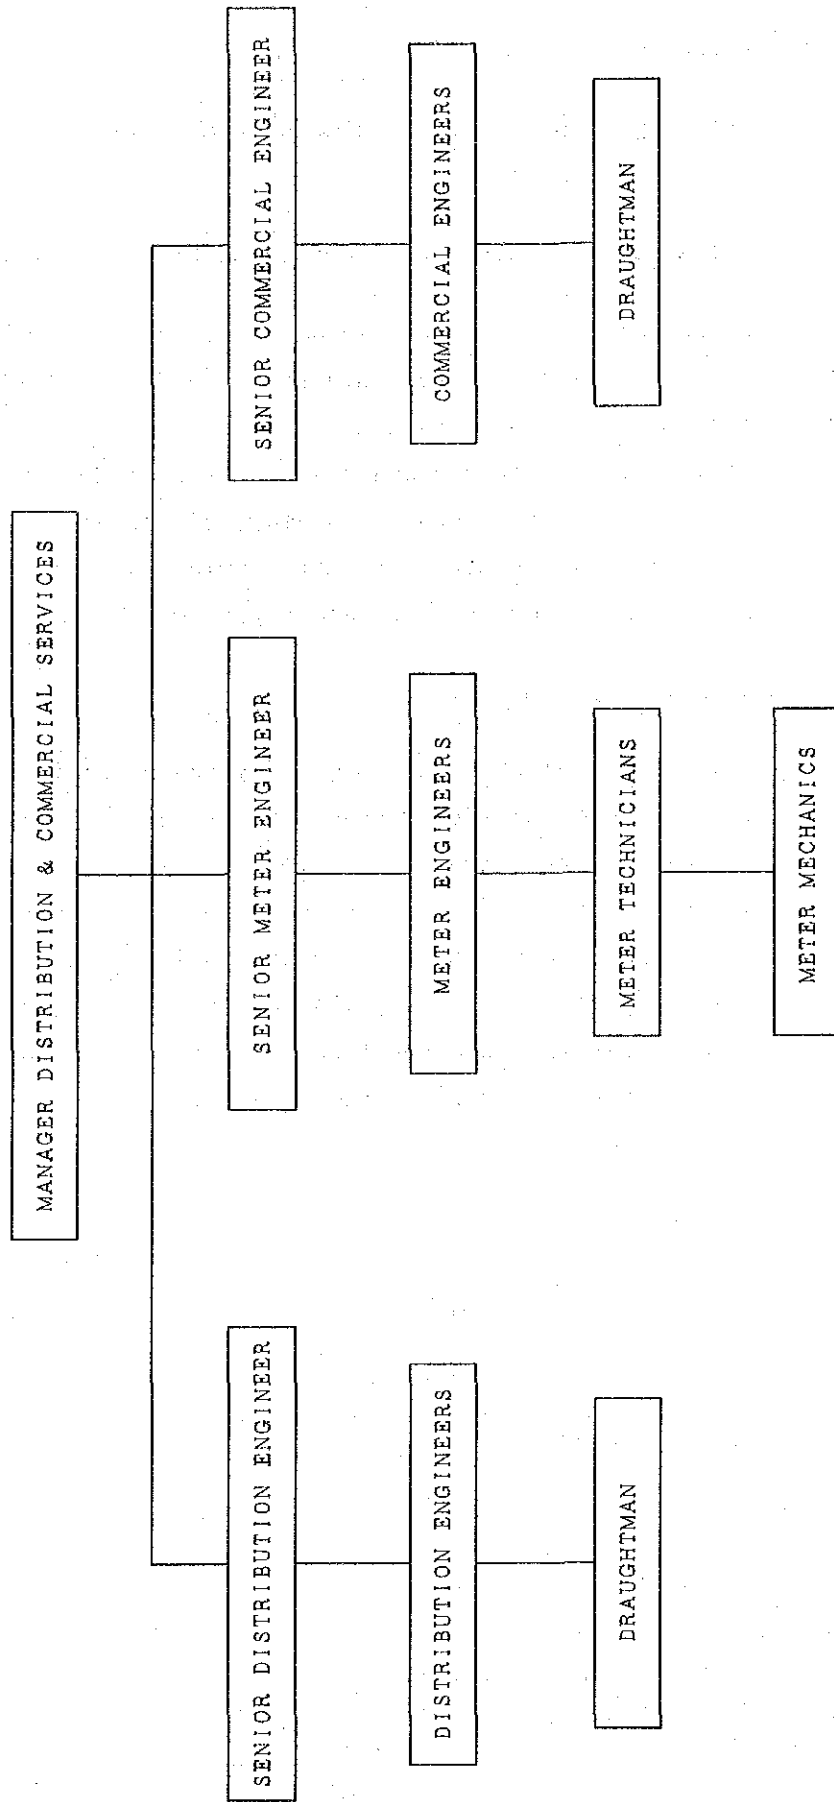 MANAGER DISTRIBUTION & COMMERCIAL SERVICES
SENIOR DISTRIBUTION ENGINEER
SENIOR METER ENGINEER
SENIOR COMMERCIAL ENGINEER
DISTRIBUTION ENGINEERS
METER ENGINEERS
COMMERCIAL ENGINEERS
DRAUGHTMAN
METER TECHNICIANS
DRAUGHTMAN
METER MECHANICS